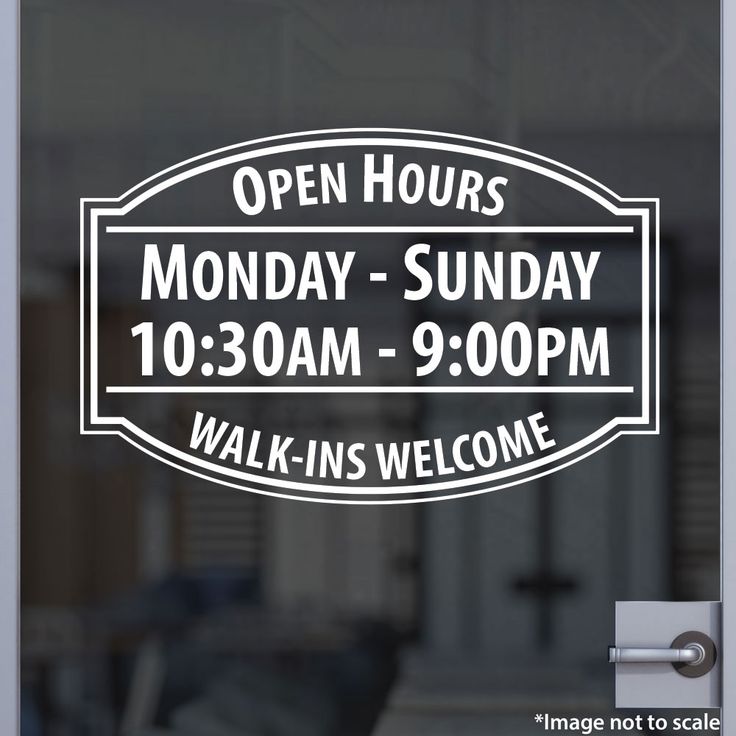 OPEN HOURS
MONDAY - SUNDAY
10:30AM - 9:00PM
WALK-INS WELCOME
*Image not to scale